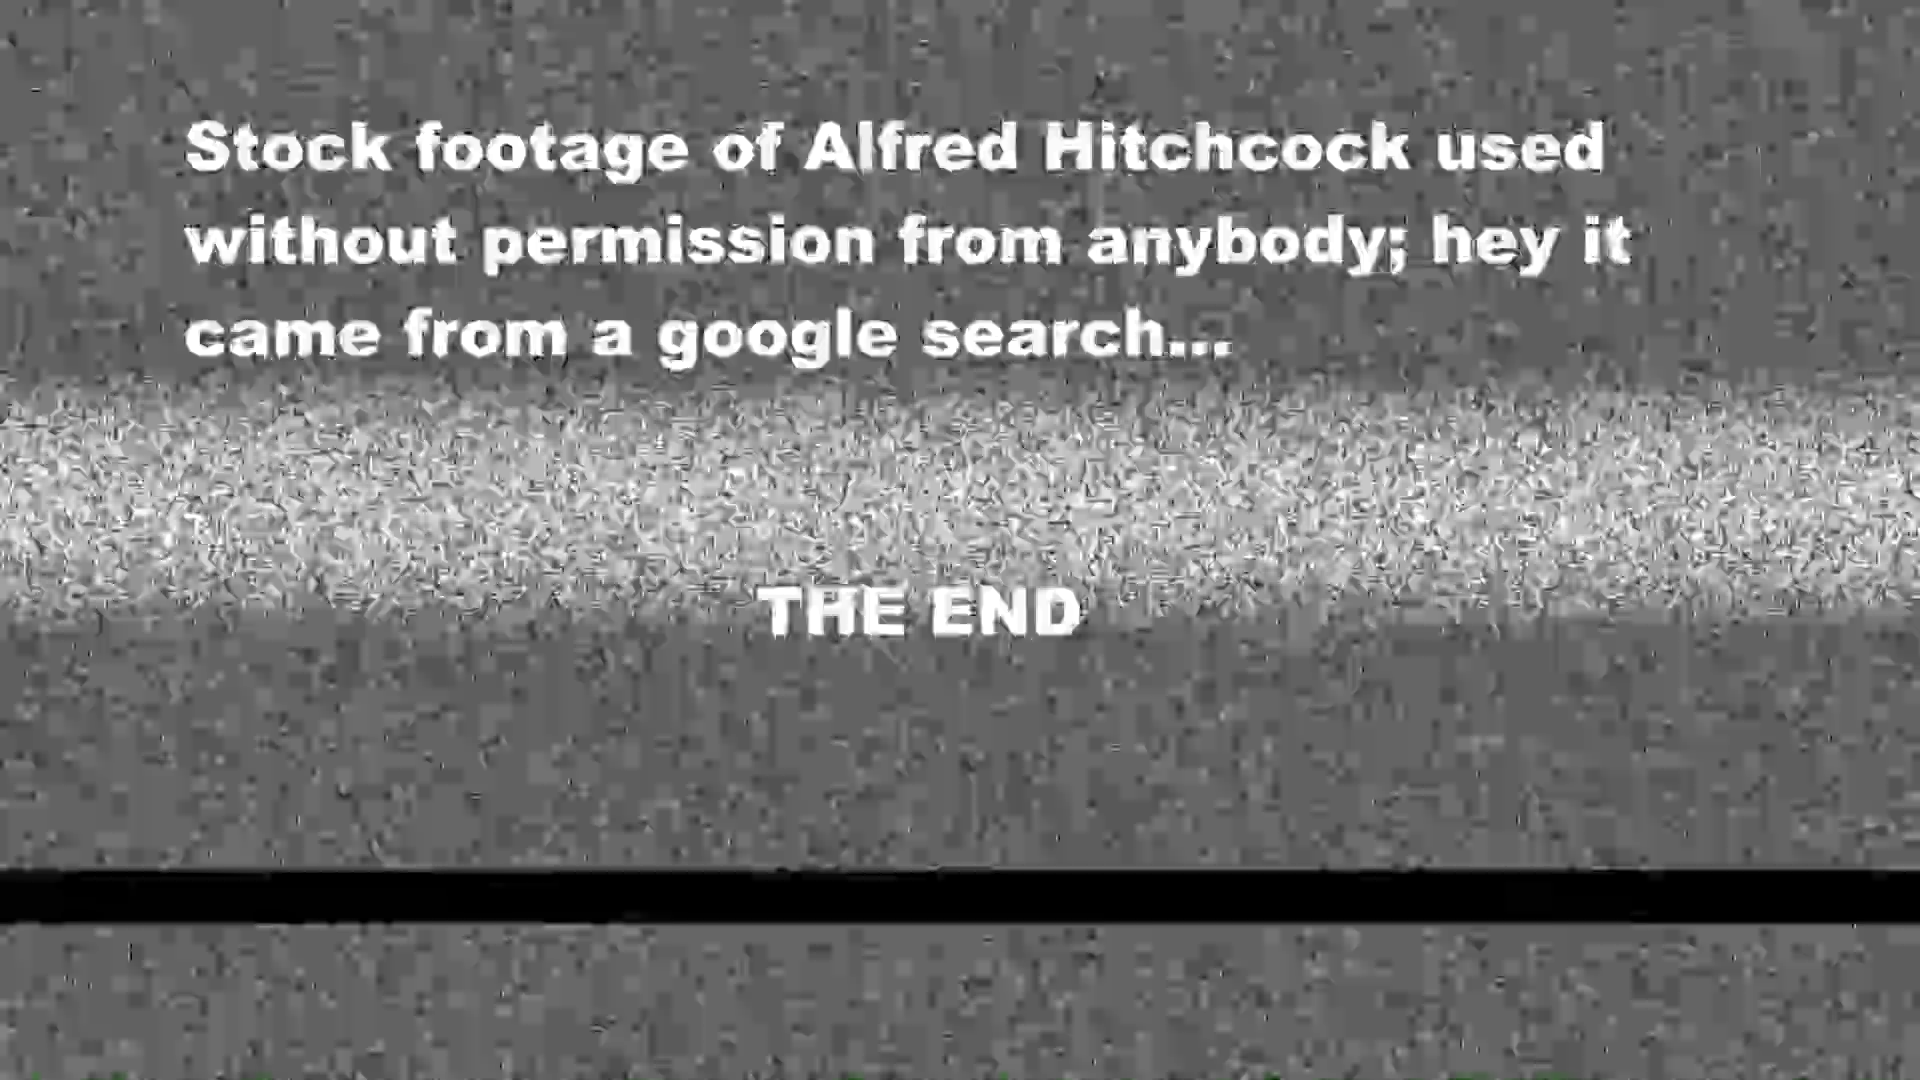 Stock footage of Alfred Hitchcock used
without permission from anybody; hey it
came from a google search...
THE END